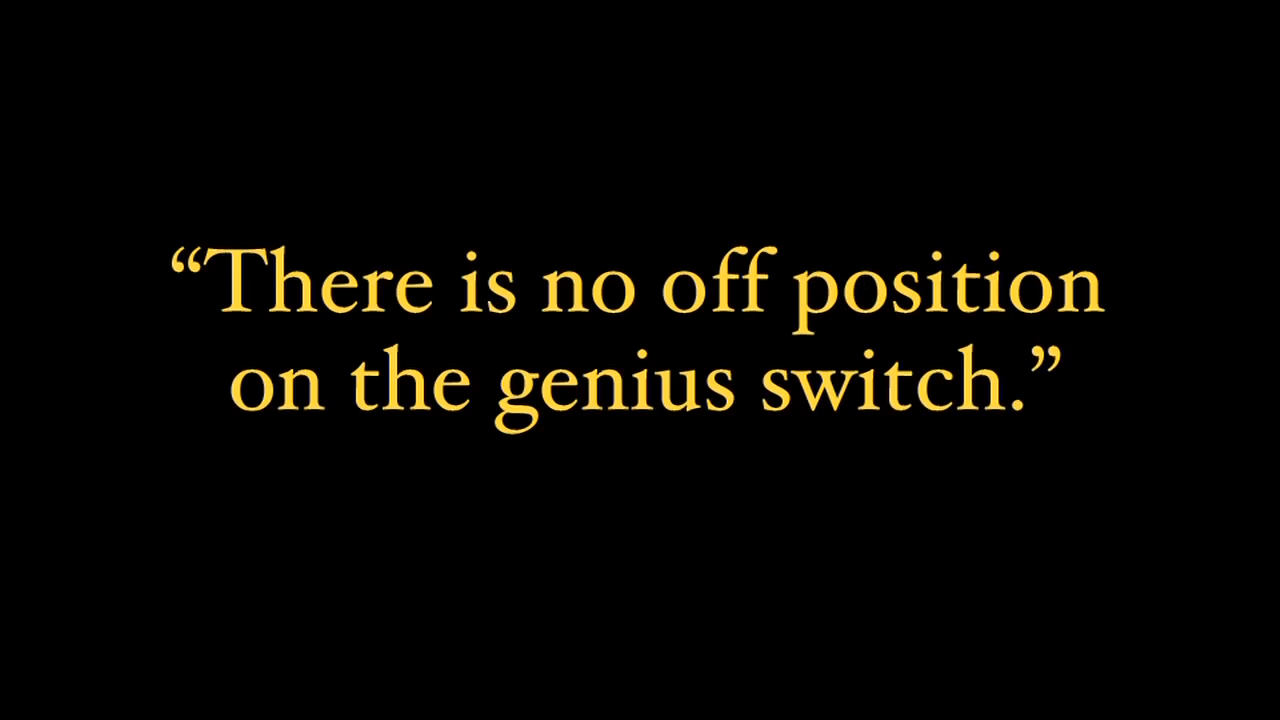 “There is no off position
on the genius switch.”